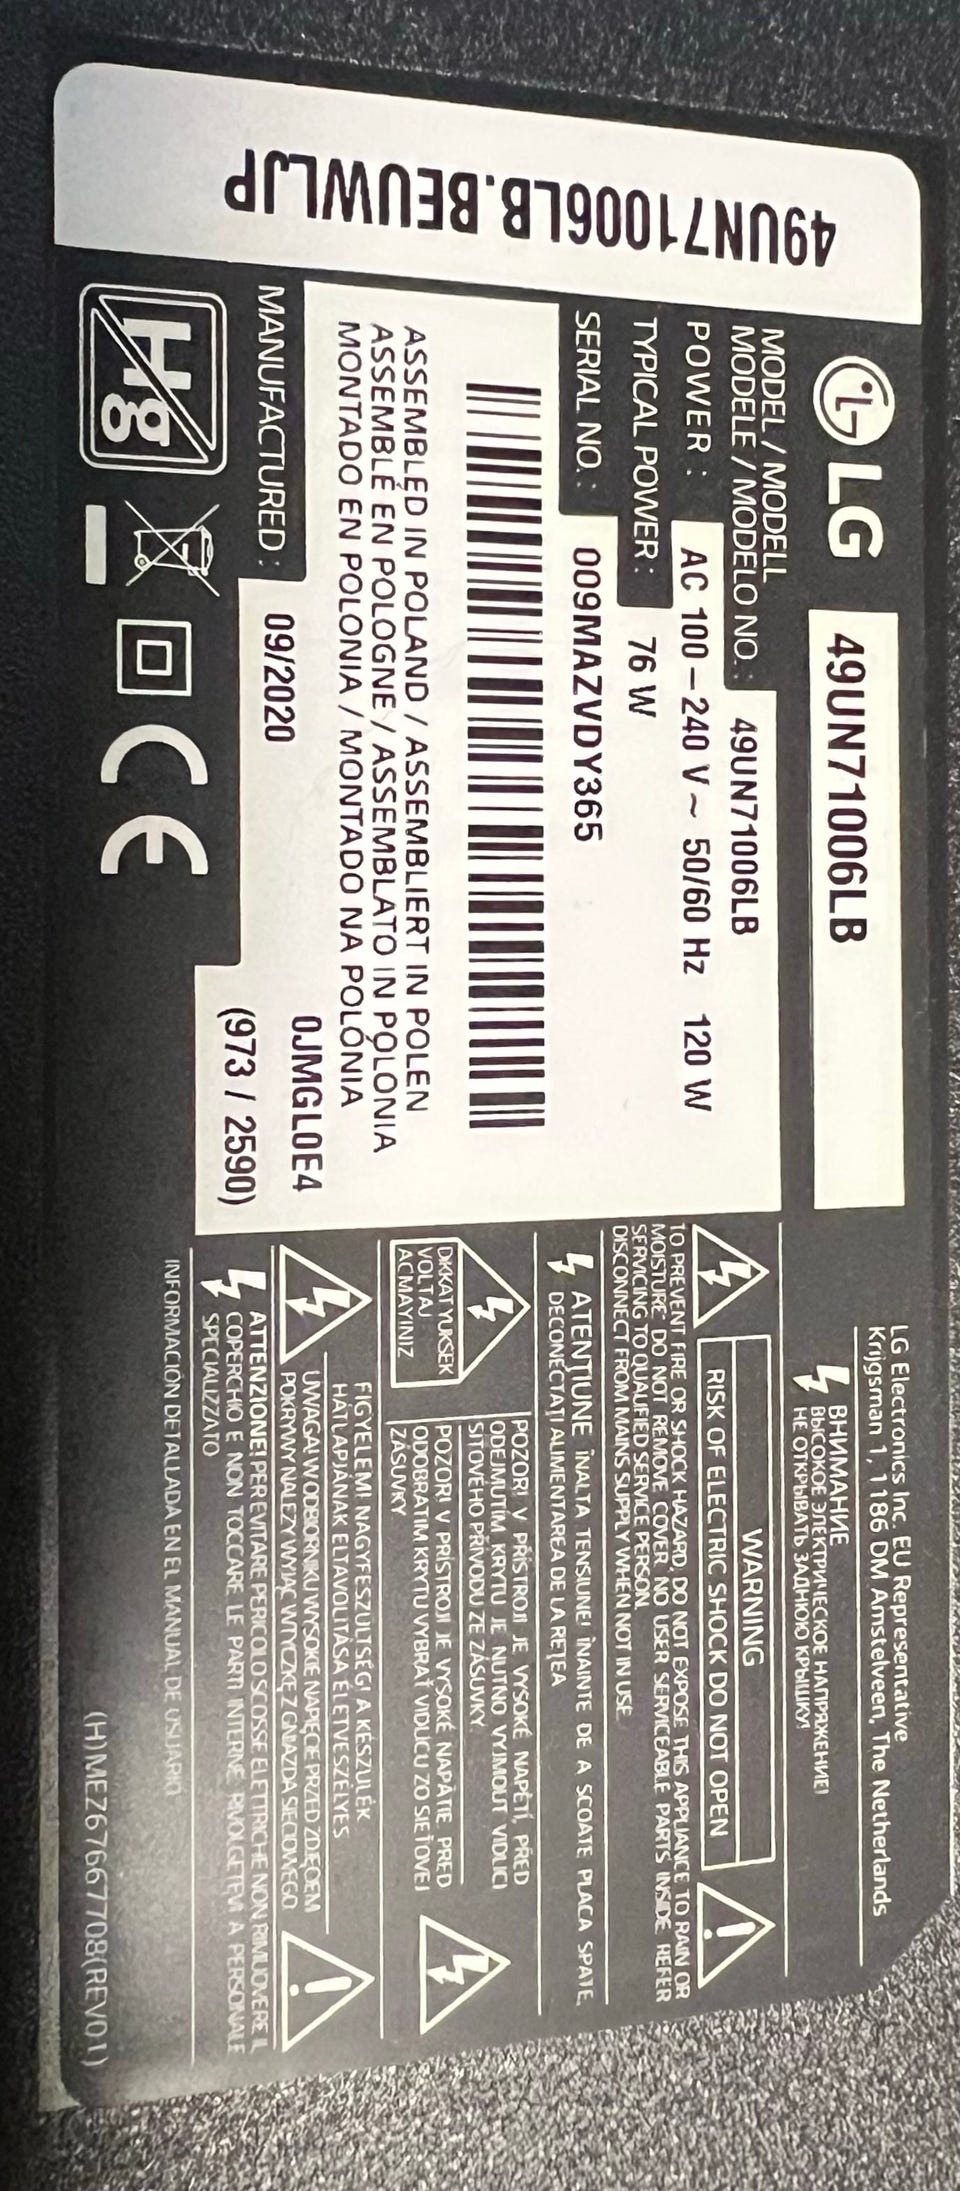 49UN71006LB.BEUWLJP
LG 49UN71006LB
MODEL / MODELL
MODELE / MODELO NO. : 49UN71006LB
POWER : AC 100 – 240 V ~ 50/60 Hz 120 W
TYPICAL POWER : 76 W
SERIAL NO. : 009MAZVDY365
ASSEMBLED IN POLAND / ASSEMBLIERT IN POLEN
ASSEMBLÉ EN POLOGNE / ASSEMBLATO IN POLONIA
MONTADO EN POLONIA / MONTADO NA POLÓNIA
0JMGL0E4
MANUFACTURED : 09/2020
(973 / 2590)
Hg
CE
LG Electronics Inc. EU Representative
Krijgsman 1, 1186 DM Amstelveen, The Netherlands
ВНИМАНИЕ
ВЫСОКОЕ ЭЛЕКТРИЧЕСКОЕ НАПРЯЖЕНИЕ!
НЕ ОТКРЫВАТЬ ЗАДНЮЮ КРЫШКУ!
WARNING
RISK OF ELECTRIC SHOCK DO NOT OPEN
TO PREVENT FIRE OR SHOCK HAZARD, DO NOT EXPOSE THIS APPLIANCE TO RAIN OR
MOISTURE. DO NOT REMOVE COVER. NO USER SERVICEABLE PARTS INSIDE. REFER
SERVICING TO QUALIFIED SERVICE PERSON.
DISCONNECT FROM MAINS SUPPLY WHEN NOT IN USE
ATENŢIUNE ÎNALTA TENSIUNE! ÎNAINTE DE A SCOATE PLACA SPATE,
DECONECTAŢI ALIMENTAREA DE LA REŢEA
DIKKAT YUKSEK
VOLTAJ
ACMAYINIZ
POZOR! V PŘÍSTROJI JE VYSOKÉ NAPĚTÍ, PŘED
ODEJMUTÍM KRYTU JE NUTNO VYJMOUT VIDLICI
SÍŤOVÉHO PŘÍVODU ZE ZÁSUVKY.
POZOR! V PRÍSTROJI JE VYSOKÉ NAPÄTIE PRED
ODOBRATÍM KRYTU VYBRAŤ VIDLICU ZO SIEŤOVEJ
ZÁSUVKY
FIGYELEM! NAGYFESZÜLTSÉG! A KÉSZÜLÉK
HÁTLAPJÁNAK ELTÁVOLÍTÁSA ÉLETVESZÉLYES
UWAGA! W ODBIORNIKU WYSOKIE NAPIĘCIE PRZED ZDJĘCIEM
POKRYWY NALEŻY WYJĄĆ WTYCZKĘ Z GNIAZDA SIECIOWEGO
ATTENZIONE! PER EVITARE PERICOLO SCOSSE ELETTRICHE NON RIMUOVERE IL
COPERCHIO E NON TOCCARE LE PARTI INTERNE. RIVOLGETEVI A PERSONALE
SPECIALIZZATO
INFORMACIÓN DETALLADA EN EL MANUAL DE USUARIO
(H)MEZ67667708(REV01)